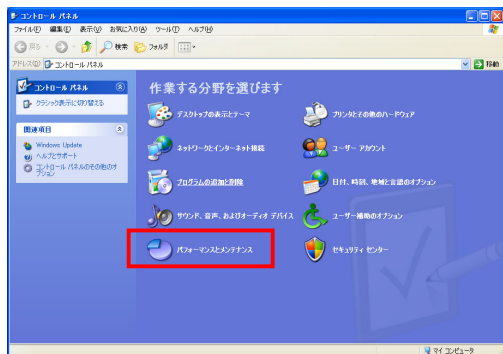 コントロール パネル
ファイル(F) 編集(E) 表示(V) お気に入り(A) ツール(T) ヘルプ(H)
戻る 検索 フォルダ
アドレス(D) コントロール パネル 移動
コントロール パネル
クラシック表示に切り替える
関連項目
Windows Update
ヘルプとサポート
コントロール パネルのその他のオプション
作業する分野を選びます
デスクトップの表示とテーマ
プリンタとその他のハードウェア
ネットワークとインターネット接続
ユーザー アカウント
プログラムの追加と削除
日付、時刻、地域と言語のオプション
サウンド、音声、およびオーディオ デバイス
ユーザー補助のオプション
パフォーマンスとメンテナンス
セキュリティ センター
マイ コンピュータ